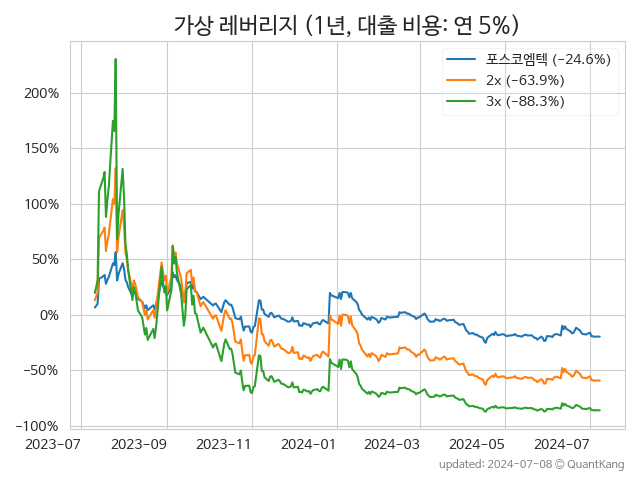 가상 레버리지 (1년, 대출 비용: 연 5%)
포스코엠텍 (−24.6%)
2x (−63.9%)
3x (−88.3%)
200%
150%
100%
50%
0%
−50%
−100%
2023-07 2023-09 2023-11 2024-01 2024-03 2024-05 2024-07
updated: 2024-07-08 ⓒ QuantKang